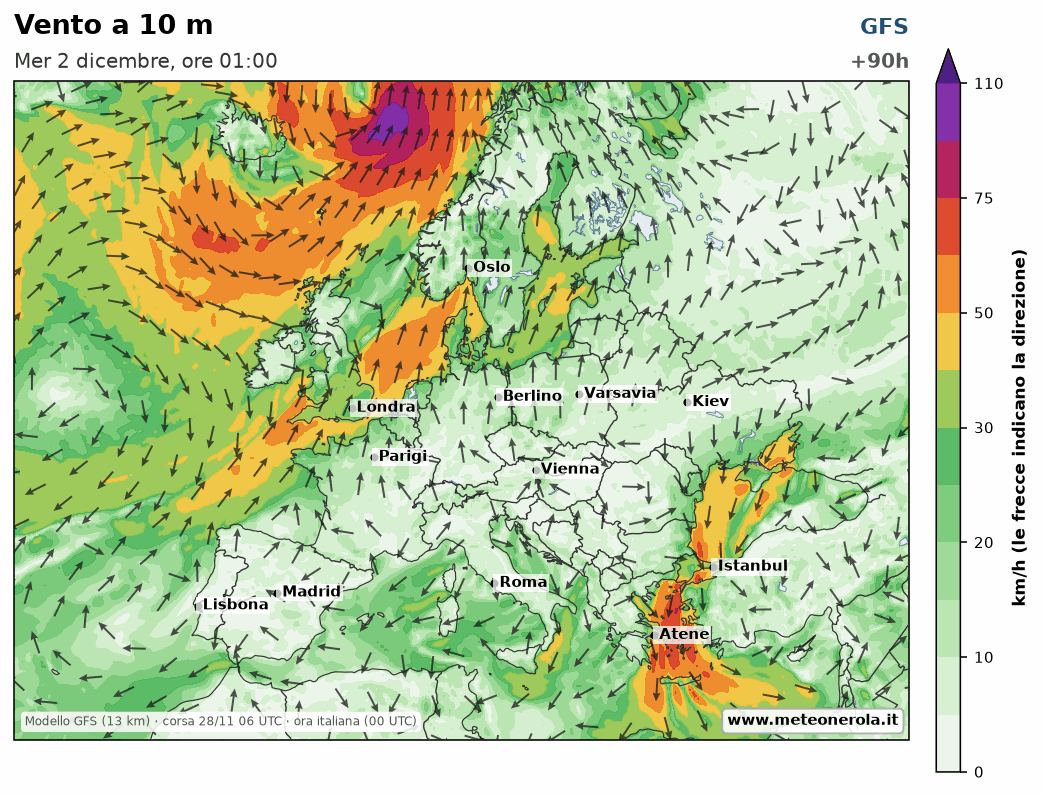 Vento a 10 m
GFS
Mer 2 dicembre, ore 01:00
+90h
110
75
50
30
20
10
0
km/h (le frecce indicano la direzione)
Oslo
Berlino
Varsavia
Kiev
Londra
Parigi
Vienna
Istanbul
Roma
Madrid
Lisbona
Atene
Modello GFS (13 km) · corsa 28/11 06 UTC · ora italiana (00 UTC)
www.meteonerola.it